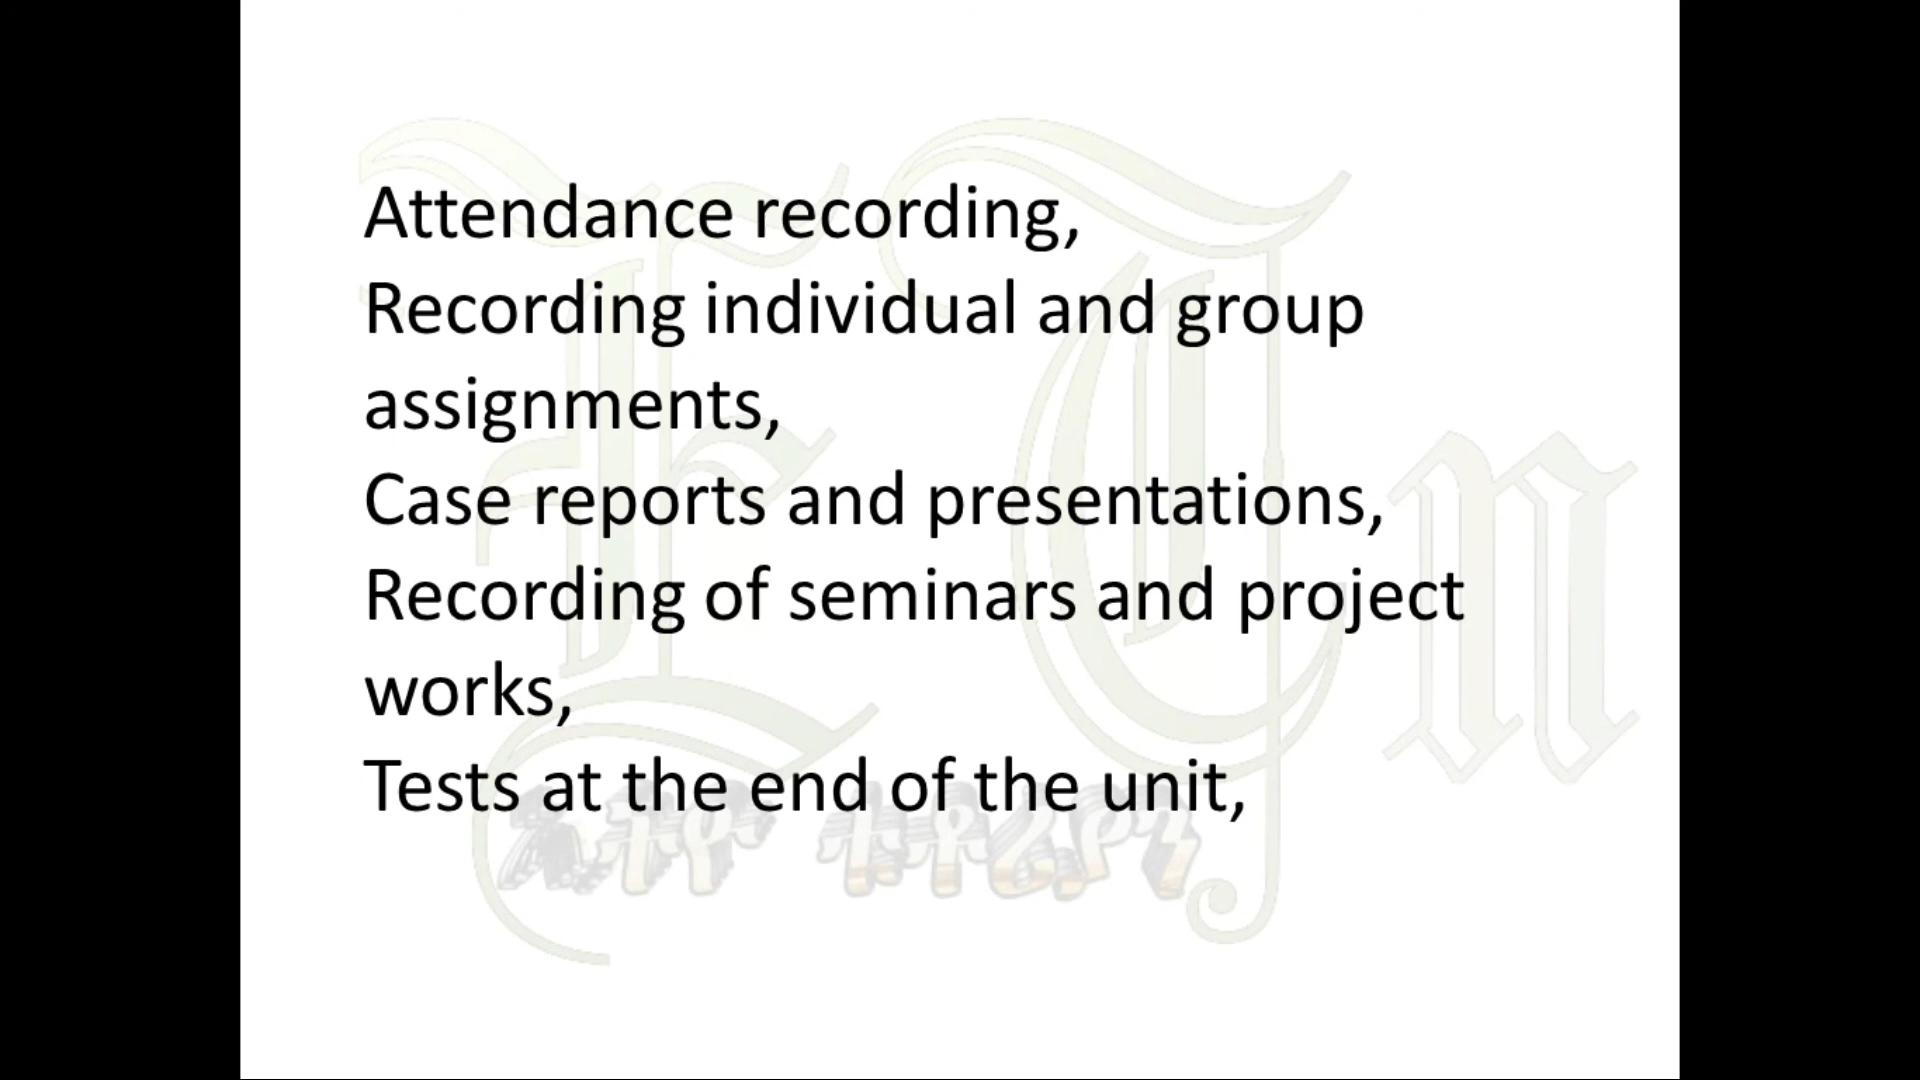 Attendance recording,
Recording individual and group
assignments,
Case reports and presentations,
Recording of seminars and project
works,
Tests at the end of the unit,